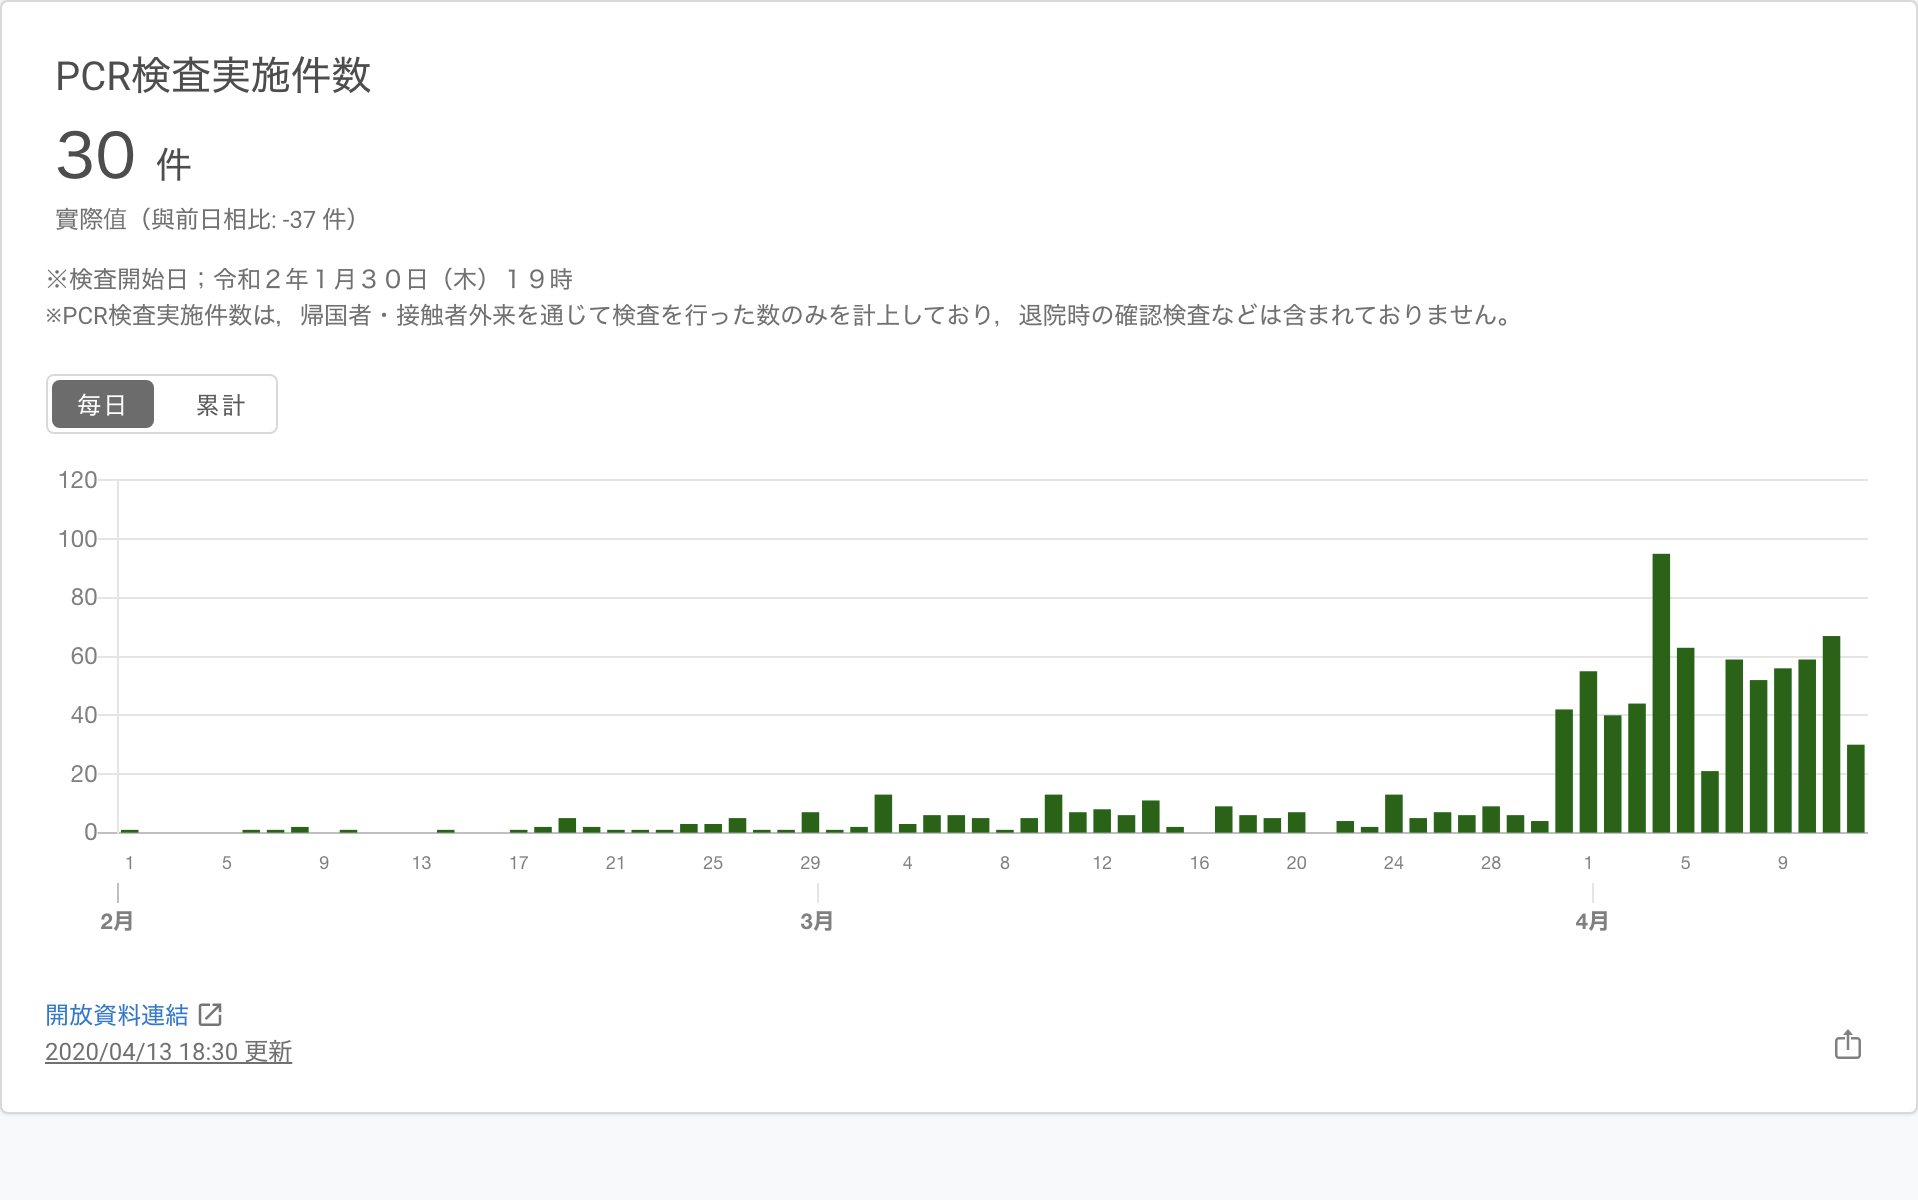 PCR検査実施件数
30 件
實際值（與前日相比: -37 件）
※検査開始日；令和２年１月３０日（木）１９時
※PCR検査実施件数は，帰国者・接触者外来を通じて検査を行った数のみを計上しており，退院時の確認検査などは含まれておりません。
每日 累計
120
100
80
60
40
20
0
1 5 9 13 17 21 25 29 4 8 12 16 20 24 28 1 5 9
2月 3月 4月
開放資料連結
2020/04/13 18:30 更新